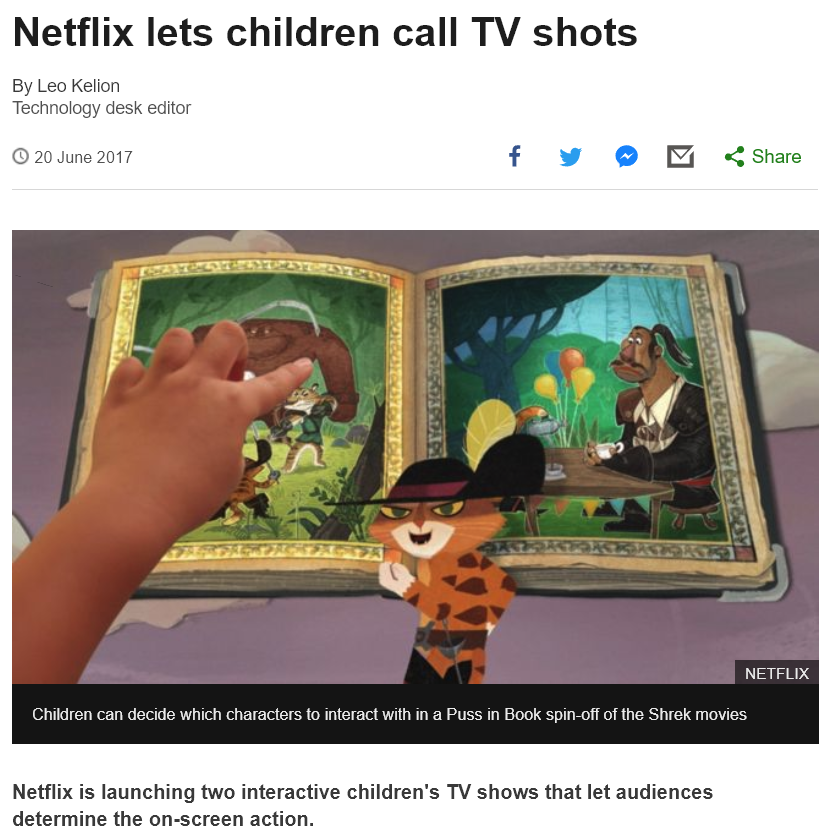 Netflix lets children call TV shots
By Leo Kelion
Technology desk editor
20 June 2017
Share
NETFLIX
Children can decide which characters to interact with in a Puss in Book spin-off of the Shrek movies
Netflix is launching two interactive children's TV shows that let audiences
determine the on-screen action.